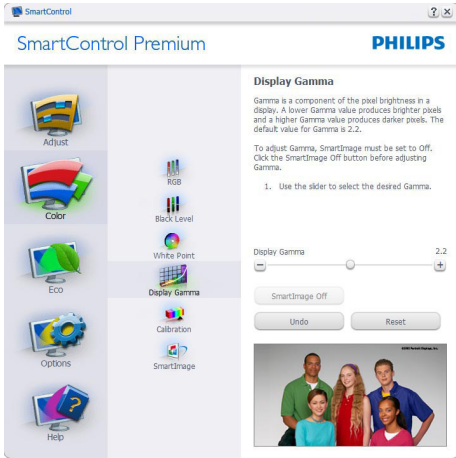 SmartControl
SmartControl Premium
PHILIPS
Adjust
Color
Eco
Options
Help
RGB
Black Level
White Point
Display Gamma
Calibration
SmartImage
Display Gamma
Gamma is a component of the pixel brightness in a
display. A lower Gamma value produces brighter pixels
and a higher Gamma value produces darker pixels. The
default value for Gamma is 2.2.
To adjust Gamma, SmartImage must be set to Off.
Click the SmartImage Off button before adjusting
Gamma.
1. Use the slider to select the desired Gamma.
Display Gamma 2.2
SmartImage Off
Undo Reset